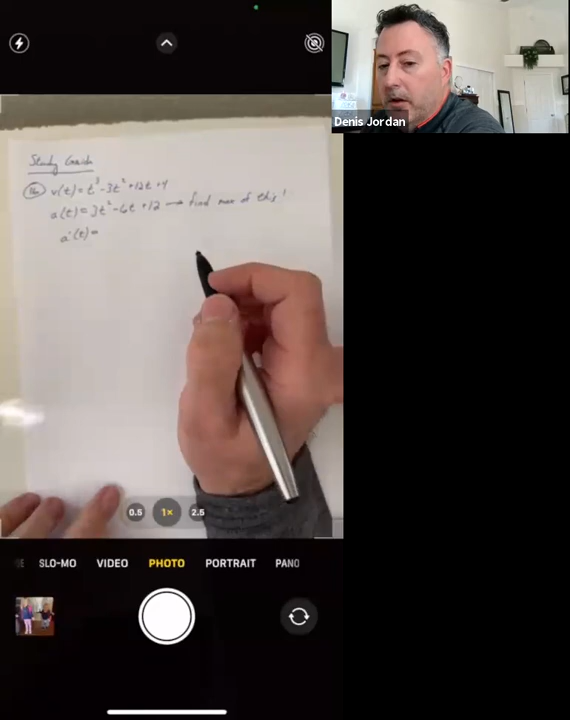 Denis Jordan
Study Guide
v(t)=t³-3t²+12t+4
a(t)=3t²-6t+12 → find max of this!
a'(t)=
0.5 1× 2.5
SLO-MO VIDEO PHOTO PORTRAIT PANO